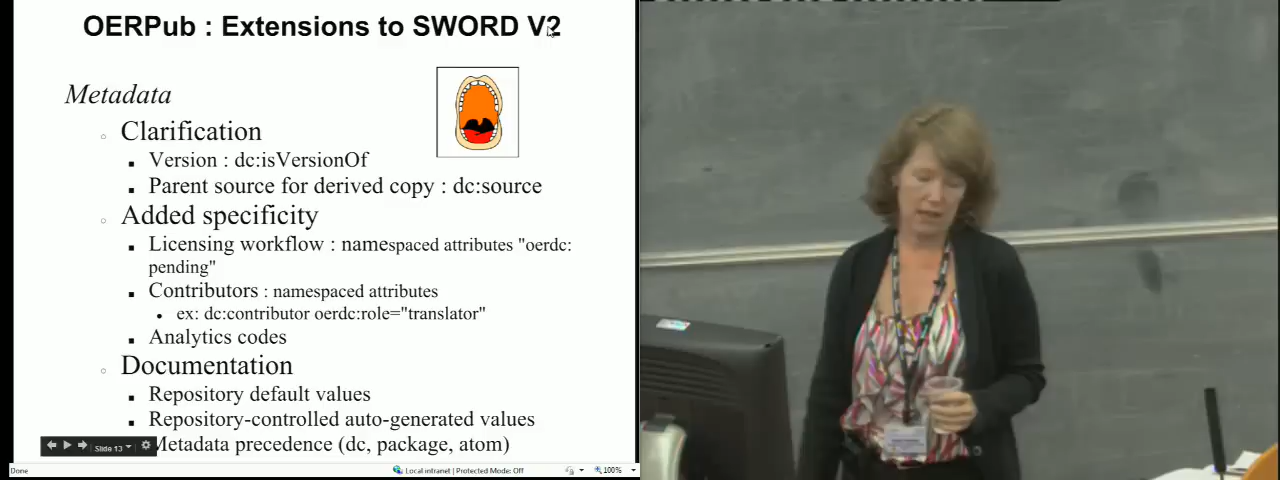 OERPub : Extensions to SWORD V2
Metadata
Clarification
Version : dc:isVersionOf
Parent source for derived copy : dc:source
Added specificity
Licensing workflow : namespaced attributes "oerdc:
pending"
Contributors : namespaced attributes
ex: dc:contributor oerdc:role="translator"
Analytics codes
Documentation
Repository default values
Repository-controlled auto-generated values
Metadata precedence (dc, package, atom)
Slide 13
Done
Local intranet | Protected Mode: Off
100%